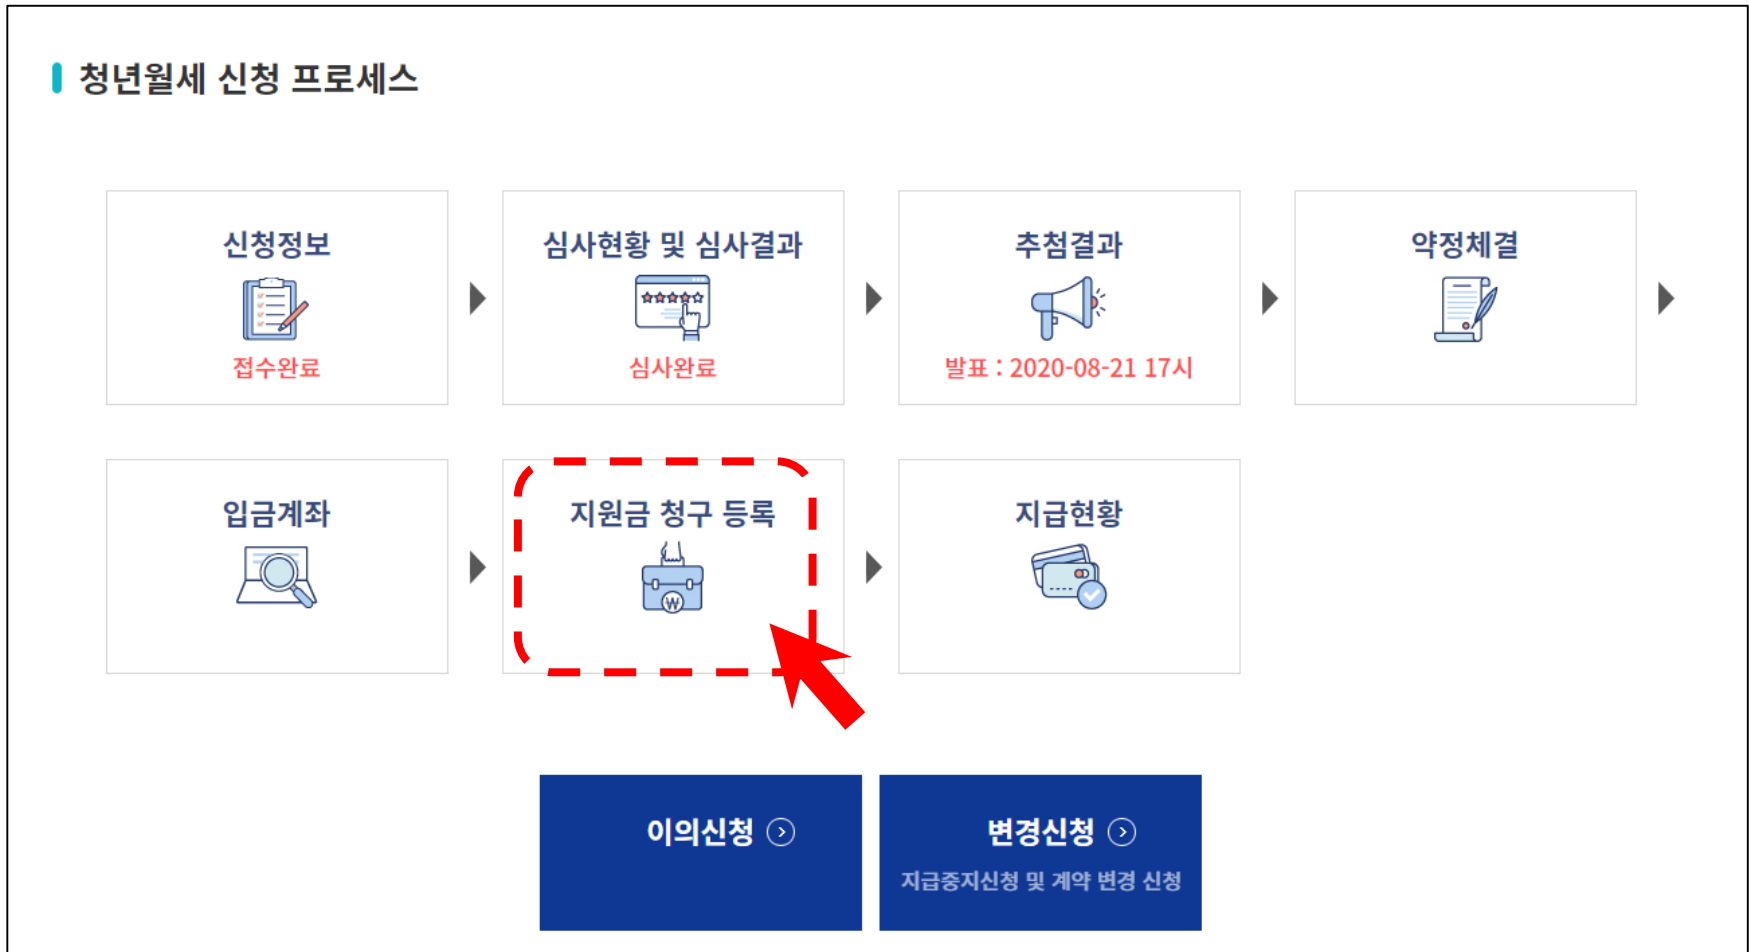 청년월세 신청 프로세스
신청정보
접수완료
심사현황 및 심사결과
심사완료
추첨결과
발표 : 2020-08-21 17시
약정체결
입금계좌
지원금 청구 등록
₩
지급현황
이의신청
변경신청
지급중지신청 및 계약 변경 신청